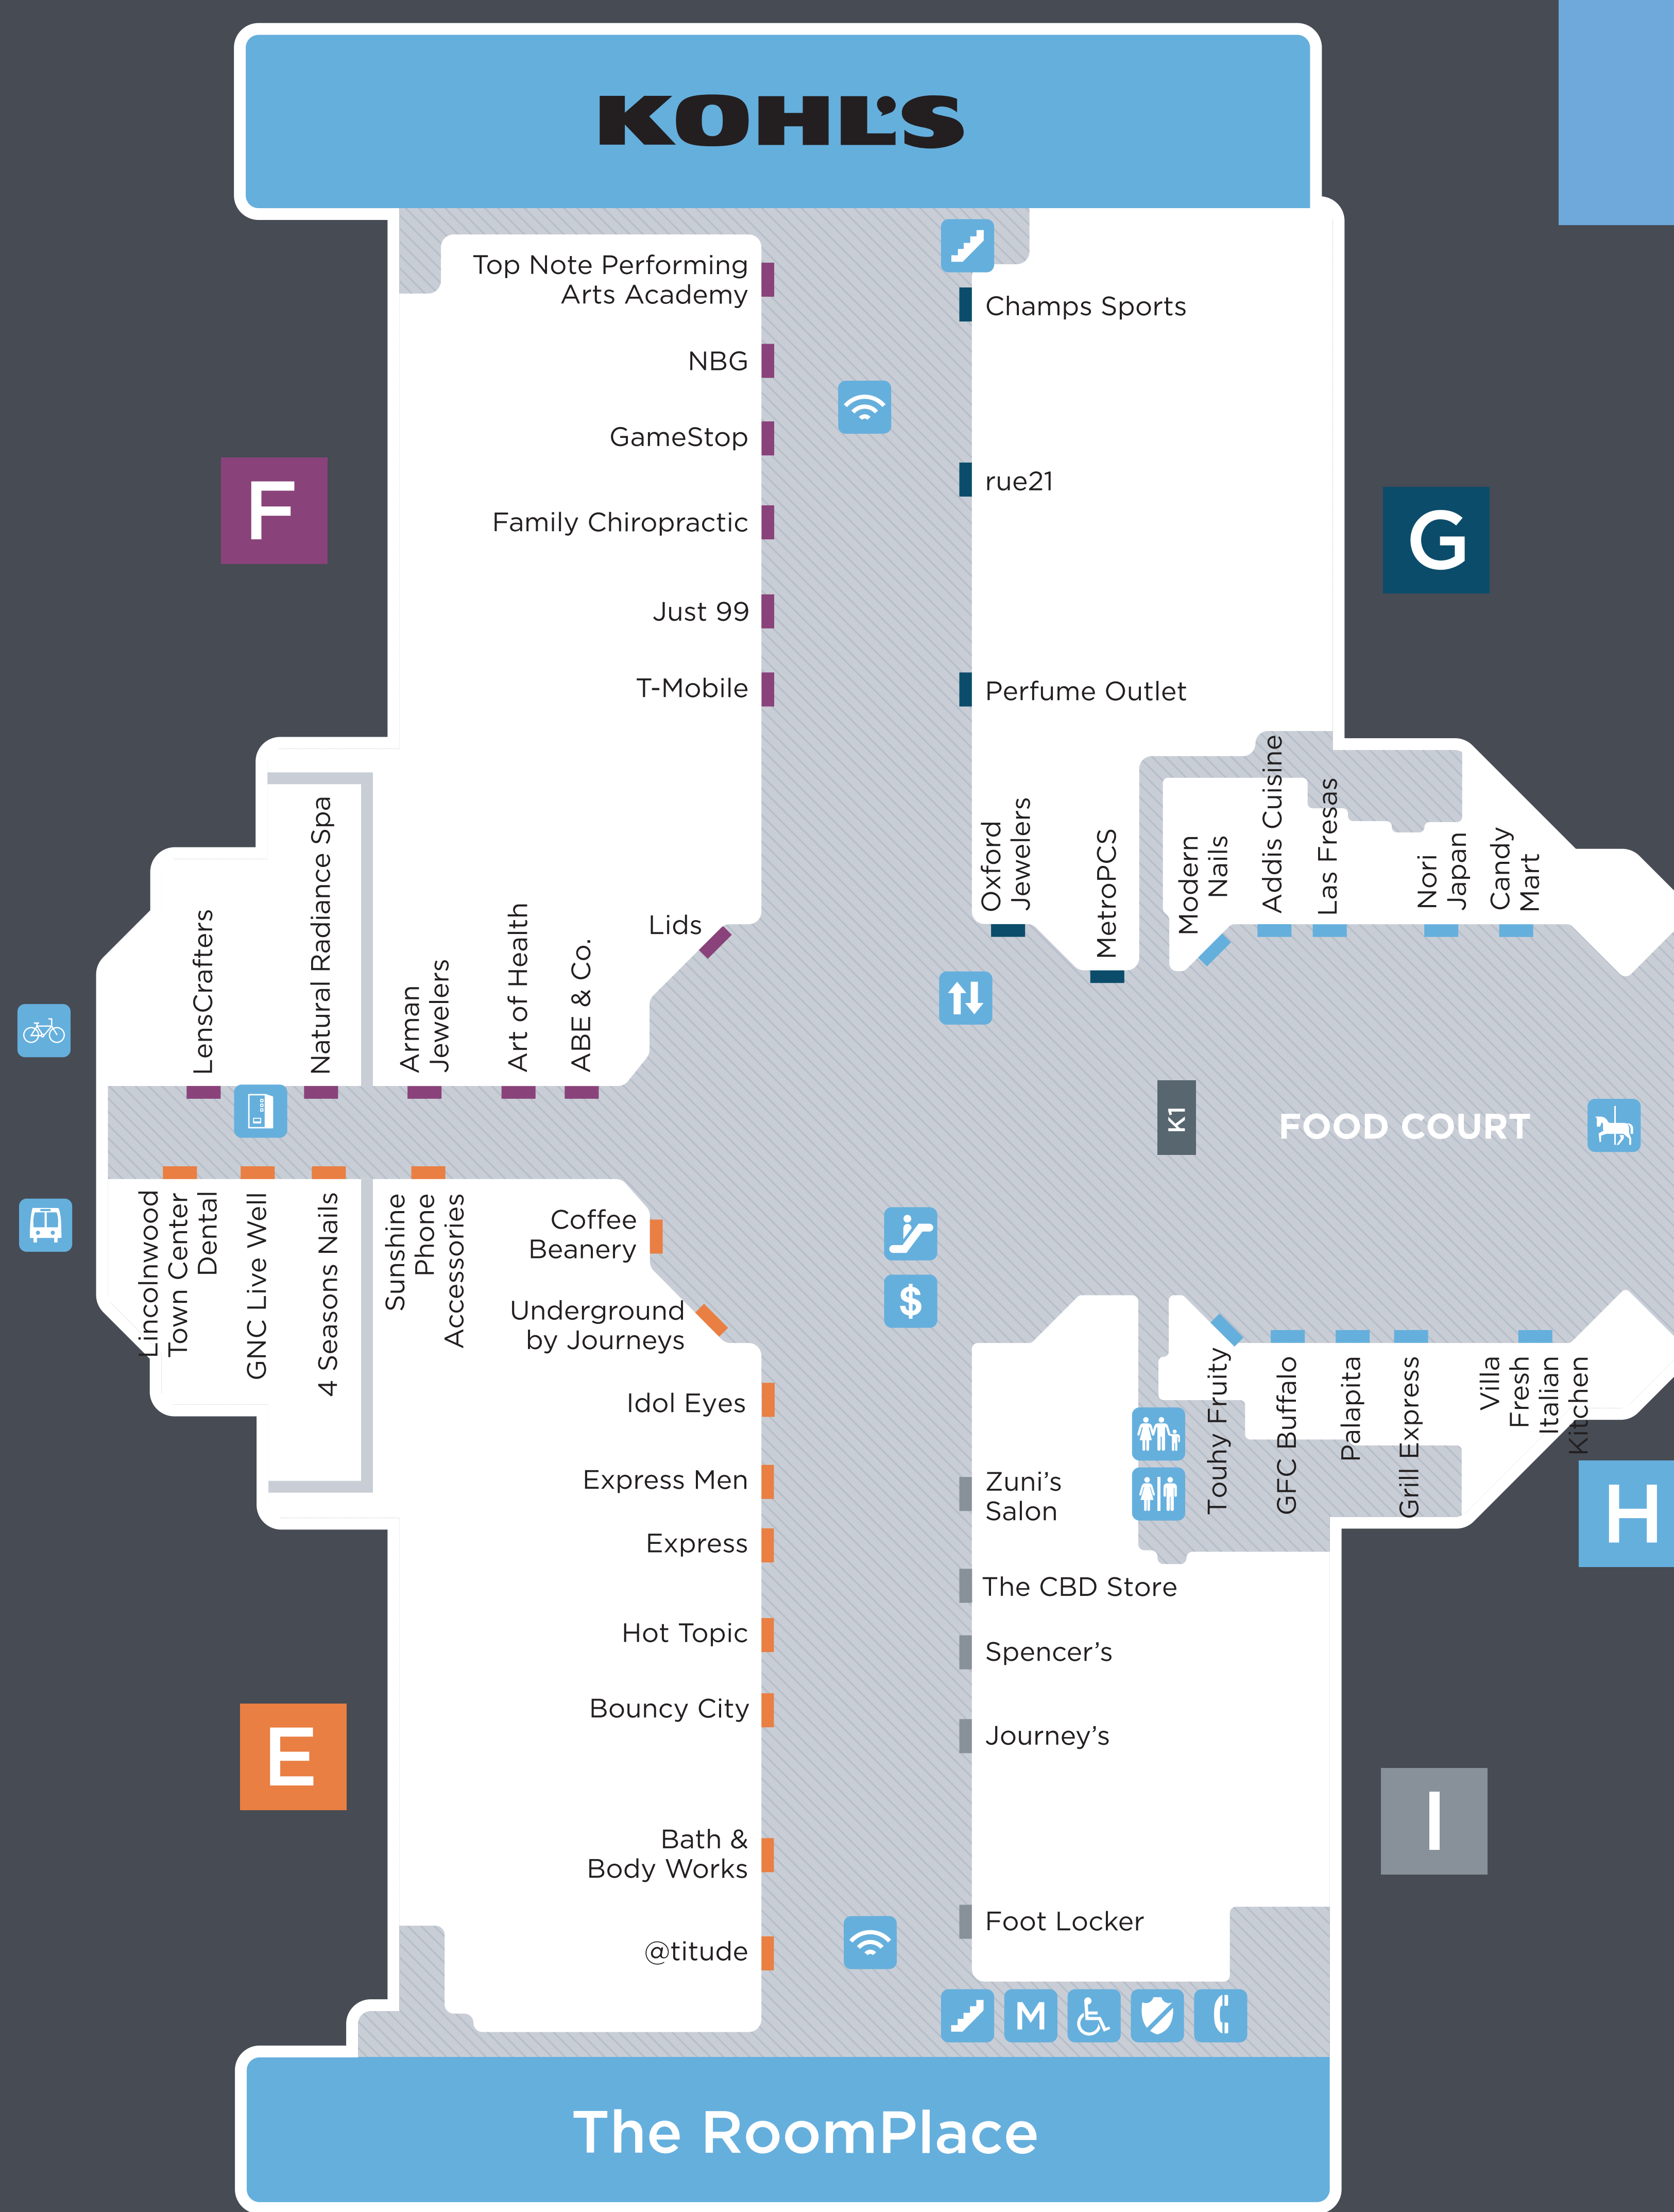 KOHL'S
Top Note Performing
Arts Academy
NBG
GameStop
Family Chiropractic
Just 99
T-Mobile
Lids
Champs Sports
rue21
Perfume Outlet
F
G
Oxford
Jewelers
MetroPCS
Modern
Nails
Addis Cuisine
Las Fresas
Nori
Japan
Candy
Mart
LensCrafters
Natural Radiance Spa
Arman
Jewelers
Art of Health
ABE & Co.
K1
FOOD COURT
Lincolnwood
Town Center
Dental
GNC Live Well
4 Seasons Nails
Sunshine
Phone
Accessories
Coffee
Beanery
Underground
by Journeys
$
Idol Eyes
Express Men
Express
Hot Topic
Bouncy City
Bath &
Body Works
@titude
Touhy Fruity
GFC Buffalo
Palapita
Grill Express
Villa
Fresh
Italian
Kitchen
H
Zuni's
Salon
The CBD Store
Spencer's
Journey's
Foot Locker
E
I
M
The RoomPlace